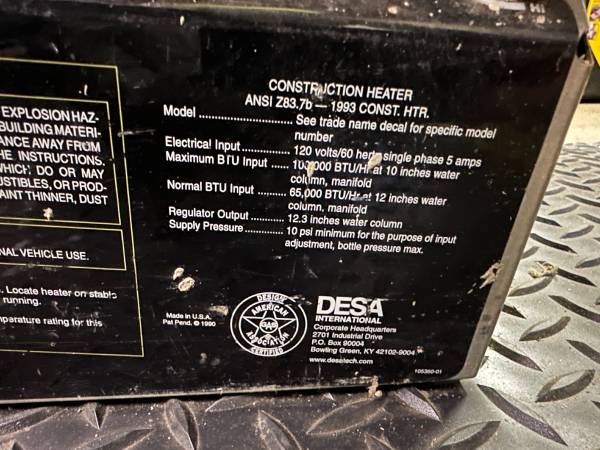 EXPLOSION HAZ-
BUILDING MATERI-
ANCE AWAY FROM
HE INSTRUCTIONS.
WHICH DO OR MAY
USTIBLES, OR PROD-
AINT THINNER, DUST
NAL VEHICLE USE.
. Locate heater on stable
running.
mperature rating for this
CONSTRUCTION HEATER
ANSI Z83.7b — 1993 CONST. HTR.
Model .......................... See trade name decal for specific model
number
Electrical Input .............. 120 volts/60 hertz single phase 5 amps
Maximum BTU Input ..... 100,000 BTU/Hr at 10 inches water
column, manifold
Normal BTU Input ......... 65,000 BTU/Hr at 12 inches water
column, manifold
Regulator Output ........... 12.3 inches water column
Supply Pressure ............. 10 psi minimum for the purpose of input
adjustment, bottle pressure max.
Made in U.S.A.
Pat Pend. © 1990
DESIGN
AMERICAN
GAS
ASSOCIATION
CERTIFIED
DESA
INTERNATIONAL
Corporate Headquarters
2701 Industrial Drive
P.O. Box 90004
Bowling Green, KY 42102-9004
www.desatech.com
105360-01